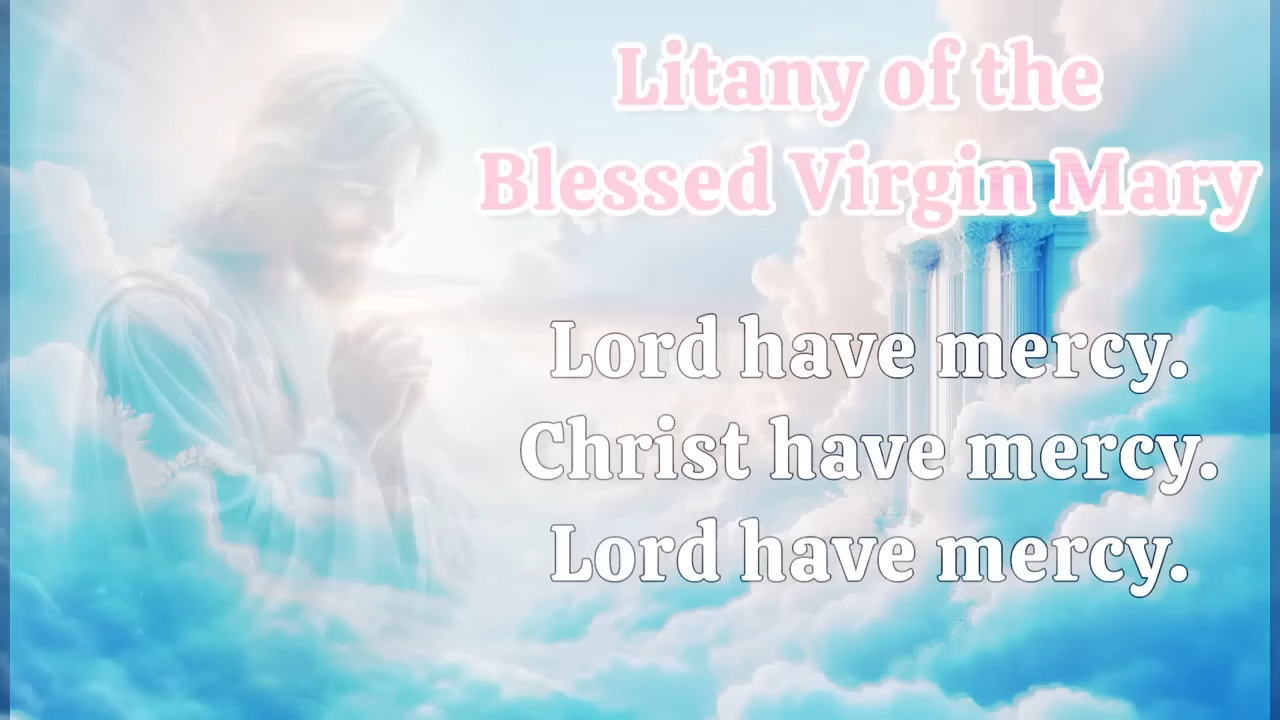 Litany of the
Blessed Virgin Mary
Lord have mercy.
Christ have mercy.
Lord have mercy.